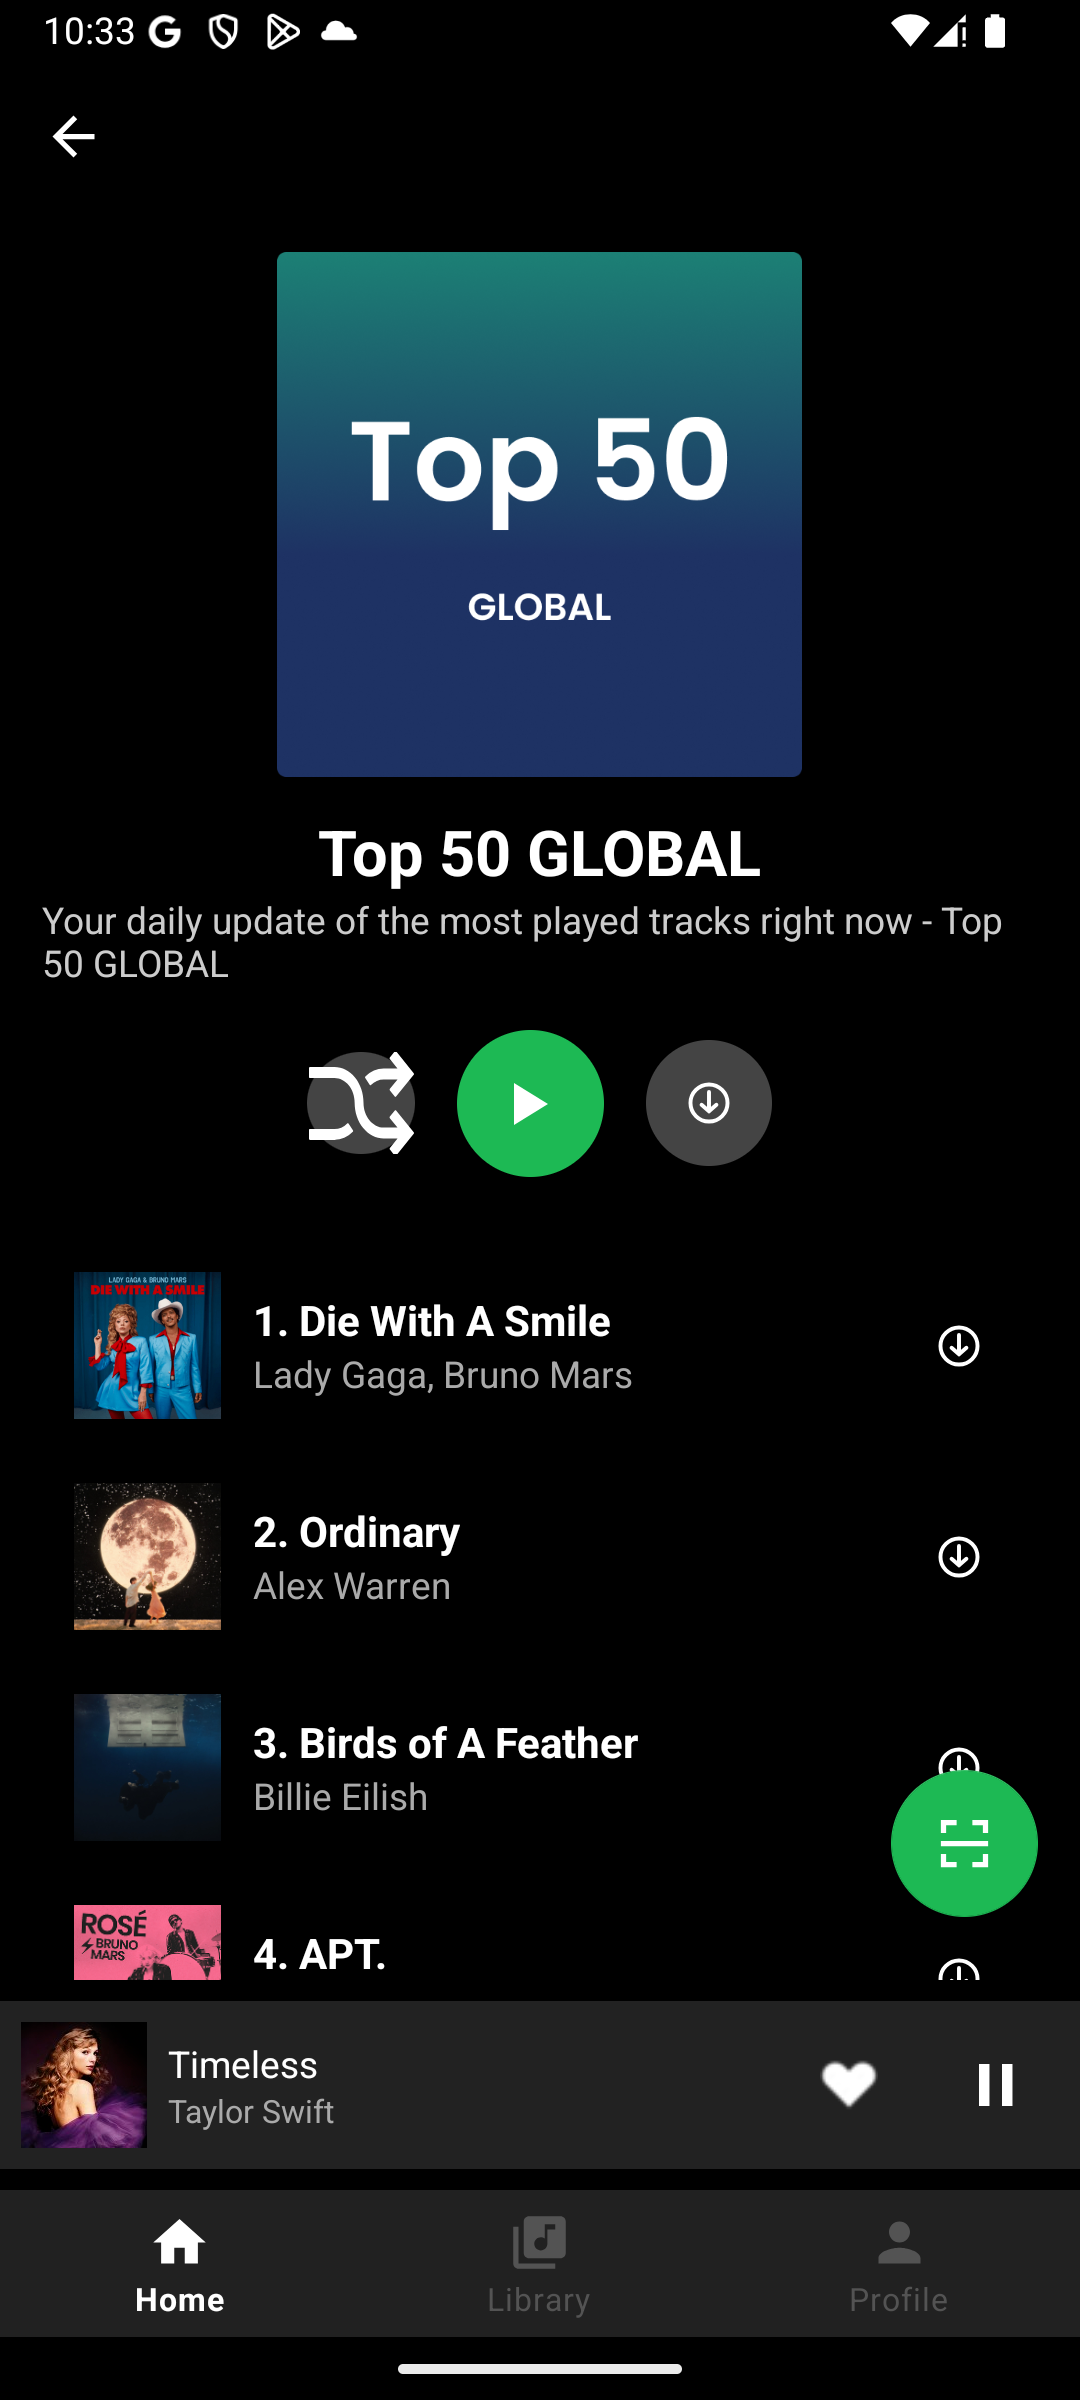 10:33
Top 50
GLOBAL
Top 50 GLOBAL
Your daily update of the most played tracks right now - Top
50 GLOBAL
LADY GAGA & BRUNO MARS
DIE WITH A SMILE
1. Die With A Smile
Lady Gaga, Bruno Mars
2. Ordinary
Alex Warren
3. Birds of A Feather
Billie Eilish
ROSÉ
BRUNO
MARS
4. APT.
Timeless
Taylor Swift
Home
Library
Profile